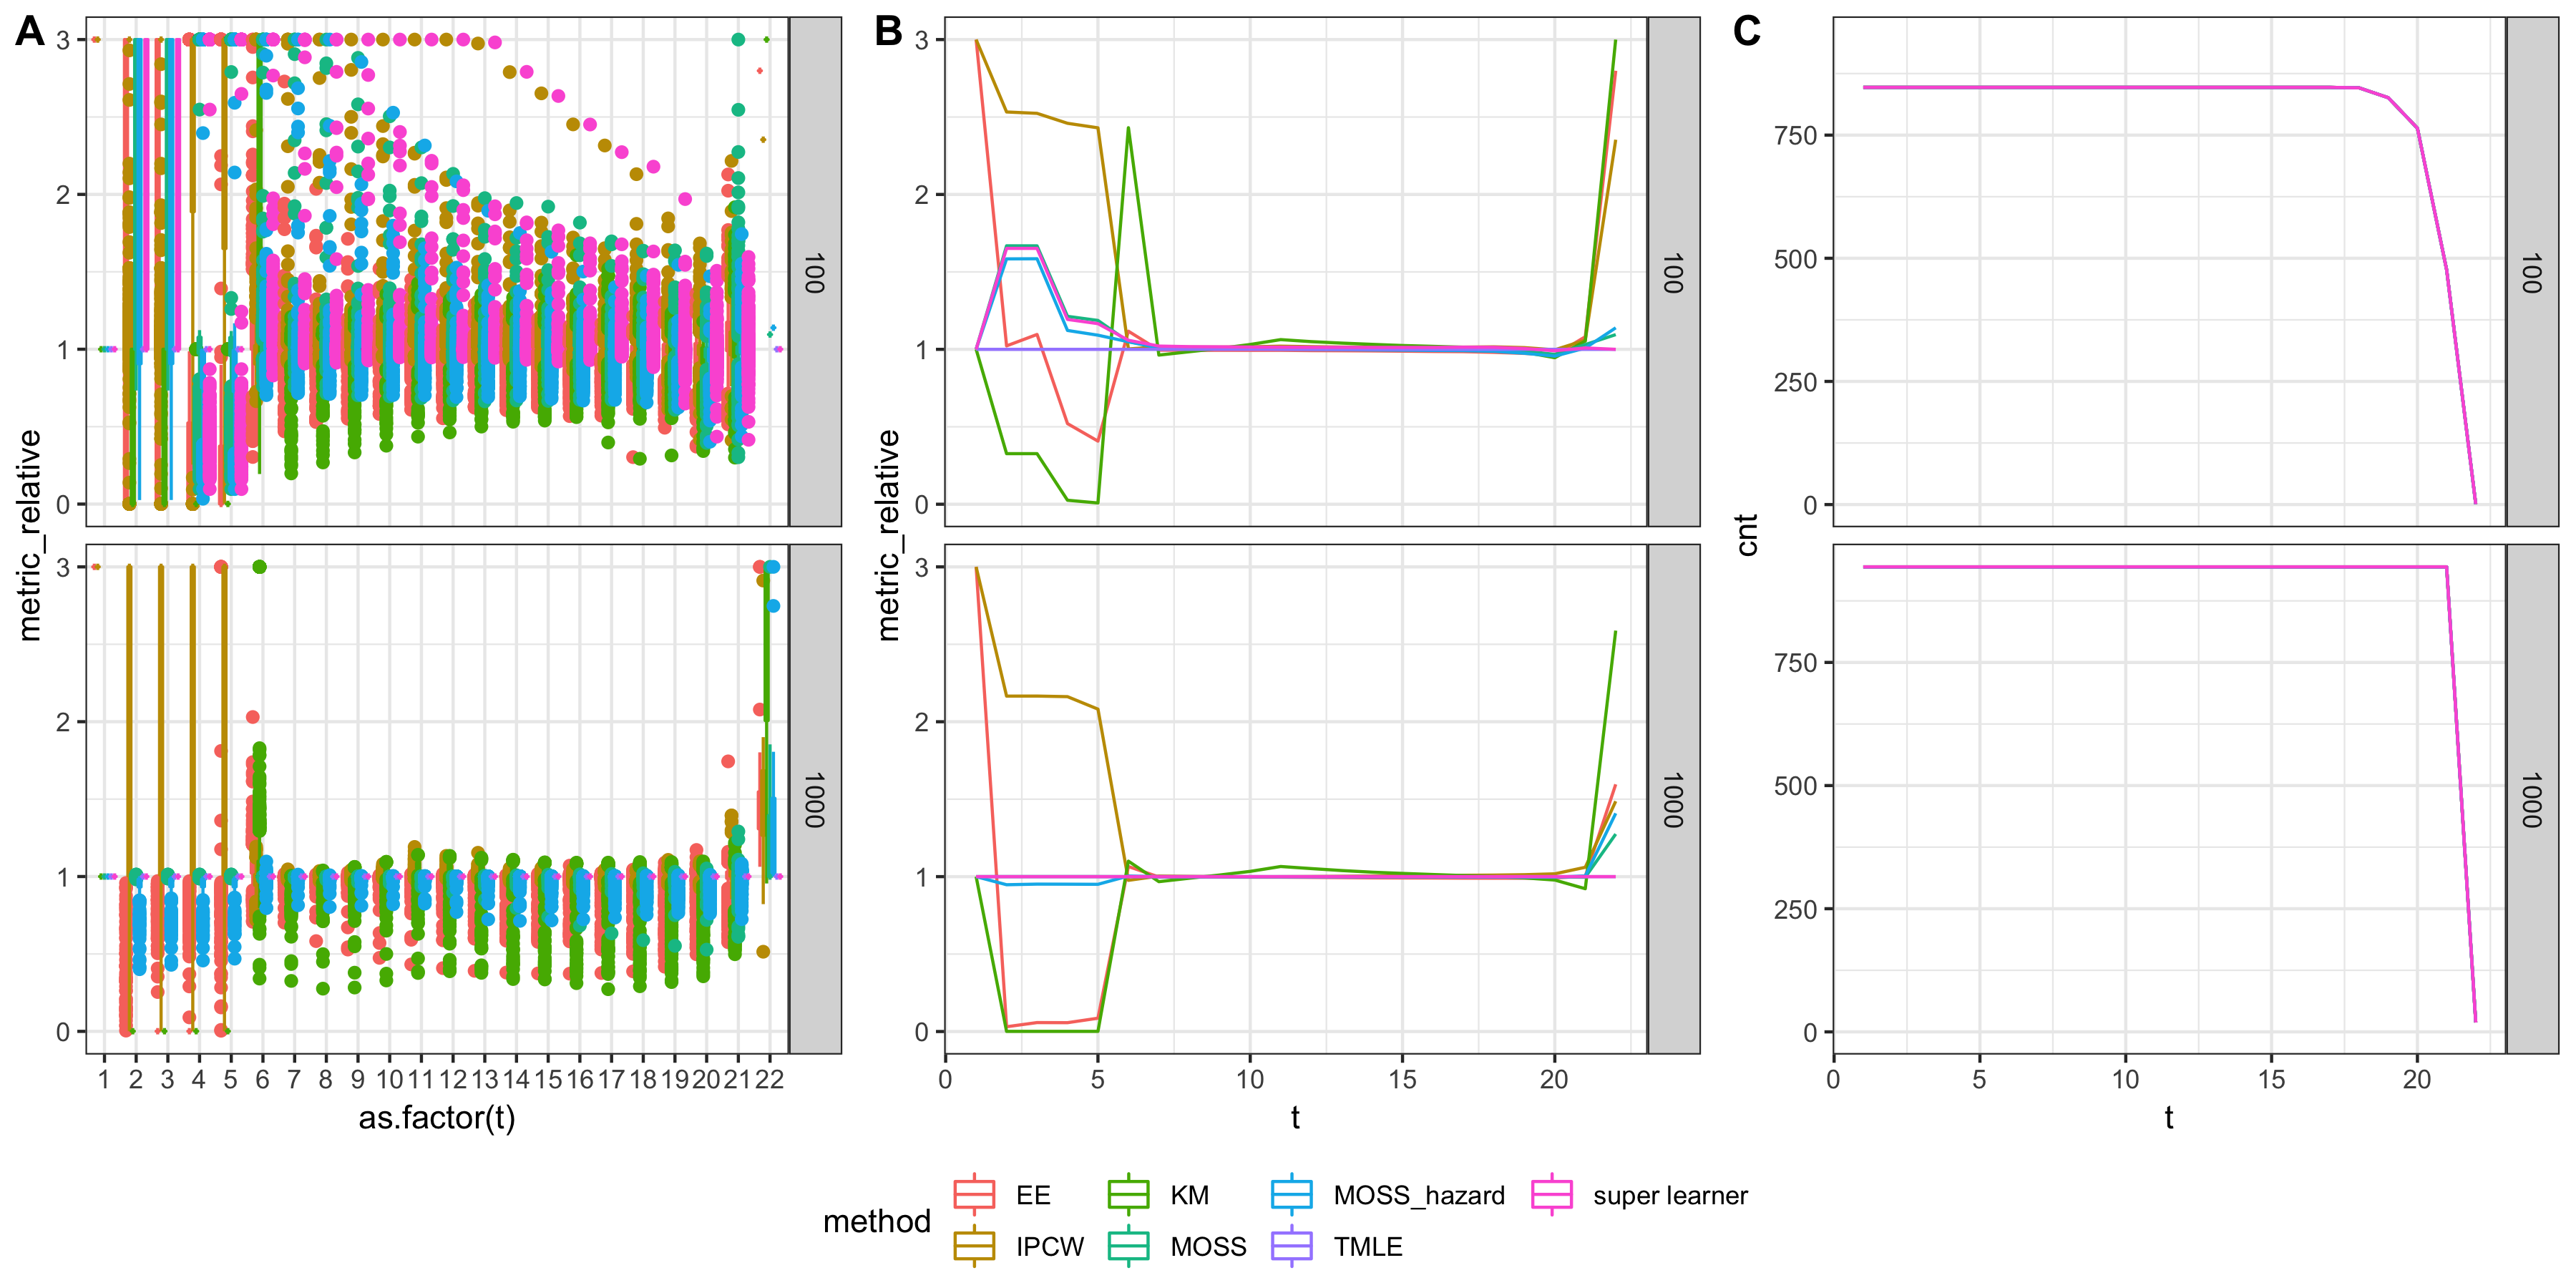 A
B
C
metric_relative
3
2
1
0
100
3
2
1
0
1000
1 2 3 4 5 6 7 8 9 10 11 12 13 14 15 16 17 18 19 20 21 22
as.factor(t)
metric_relative
3
2
1
0
100
3
2
1
0
1000
0 5 10 15 20
t
cnt
750
500
250
0
100
750
500
250
0
1000
0 5 10 15 20
t
method
EE KM MOSS_hazard super learner
IPCW MOSS TMLE